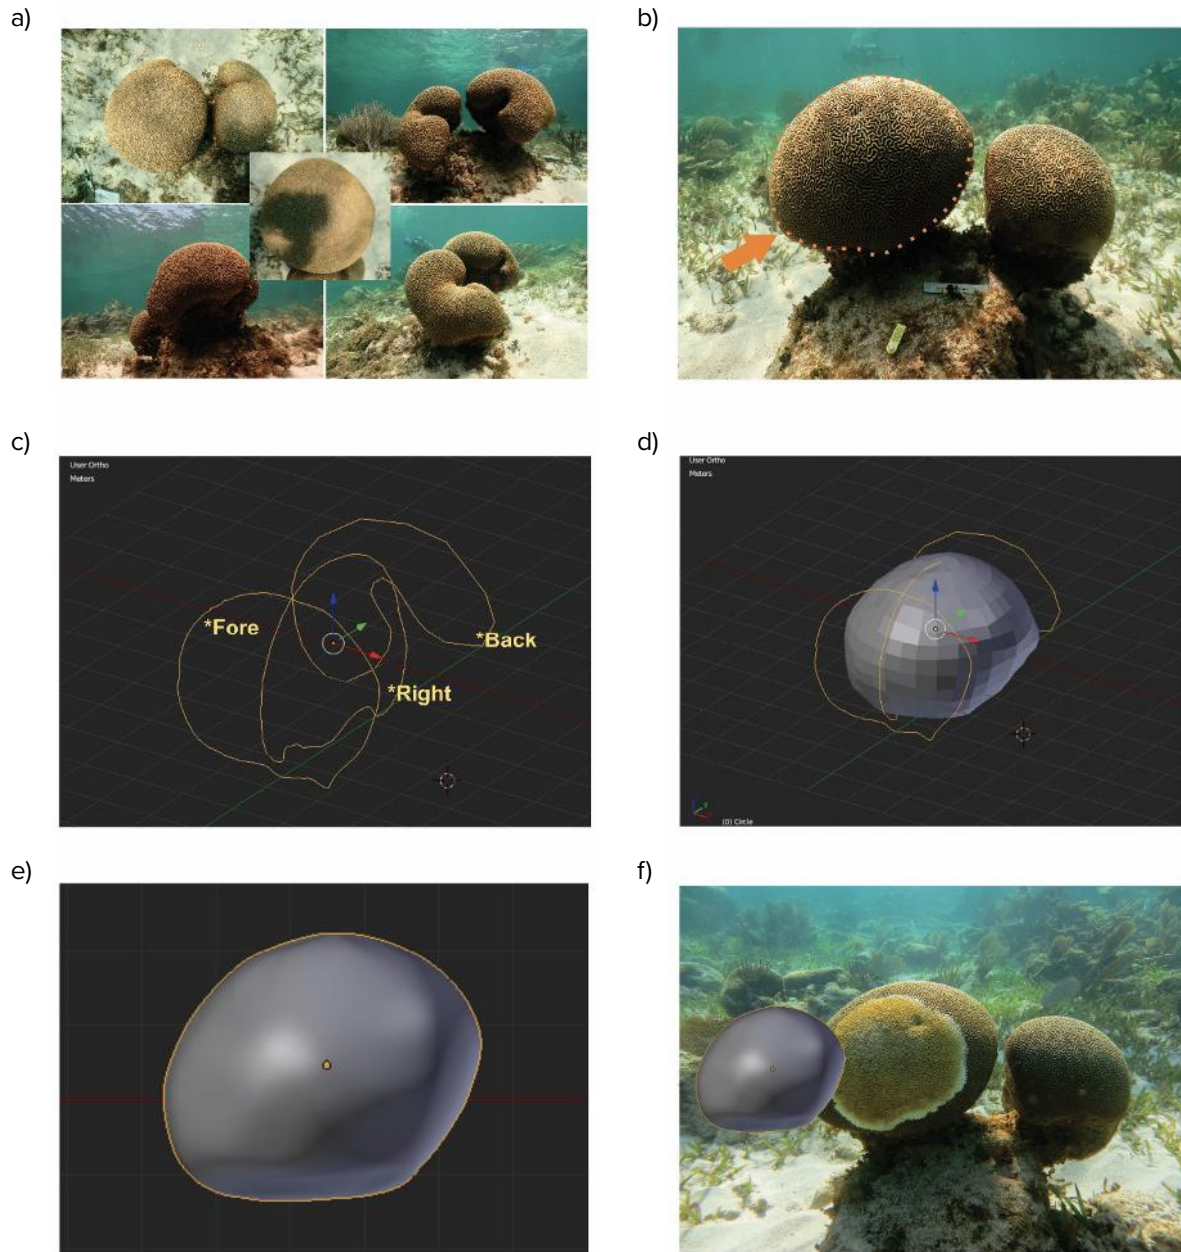 a)
b)
c)
User Ortho
Meters
*Fore
*Back
*Right
d)
User Ortho
Meters
(0) Circle
e)
f)